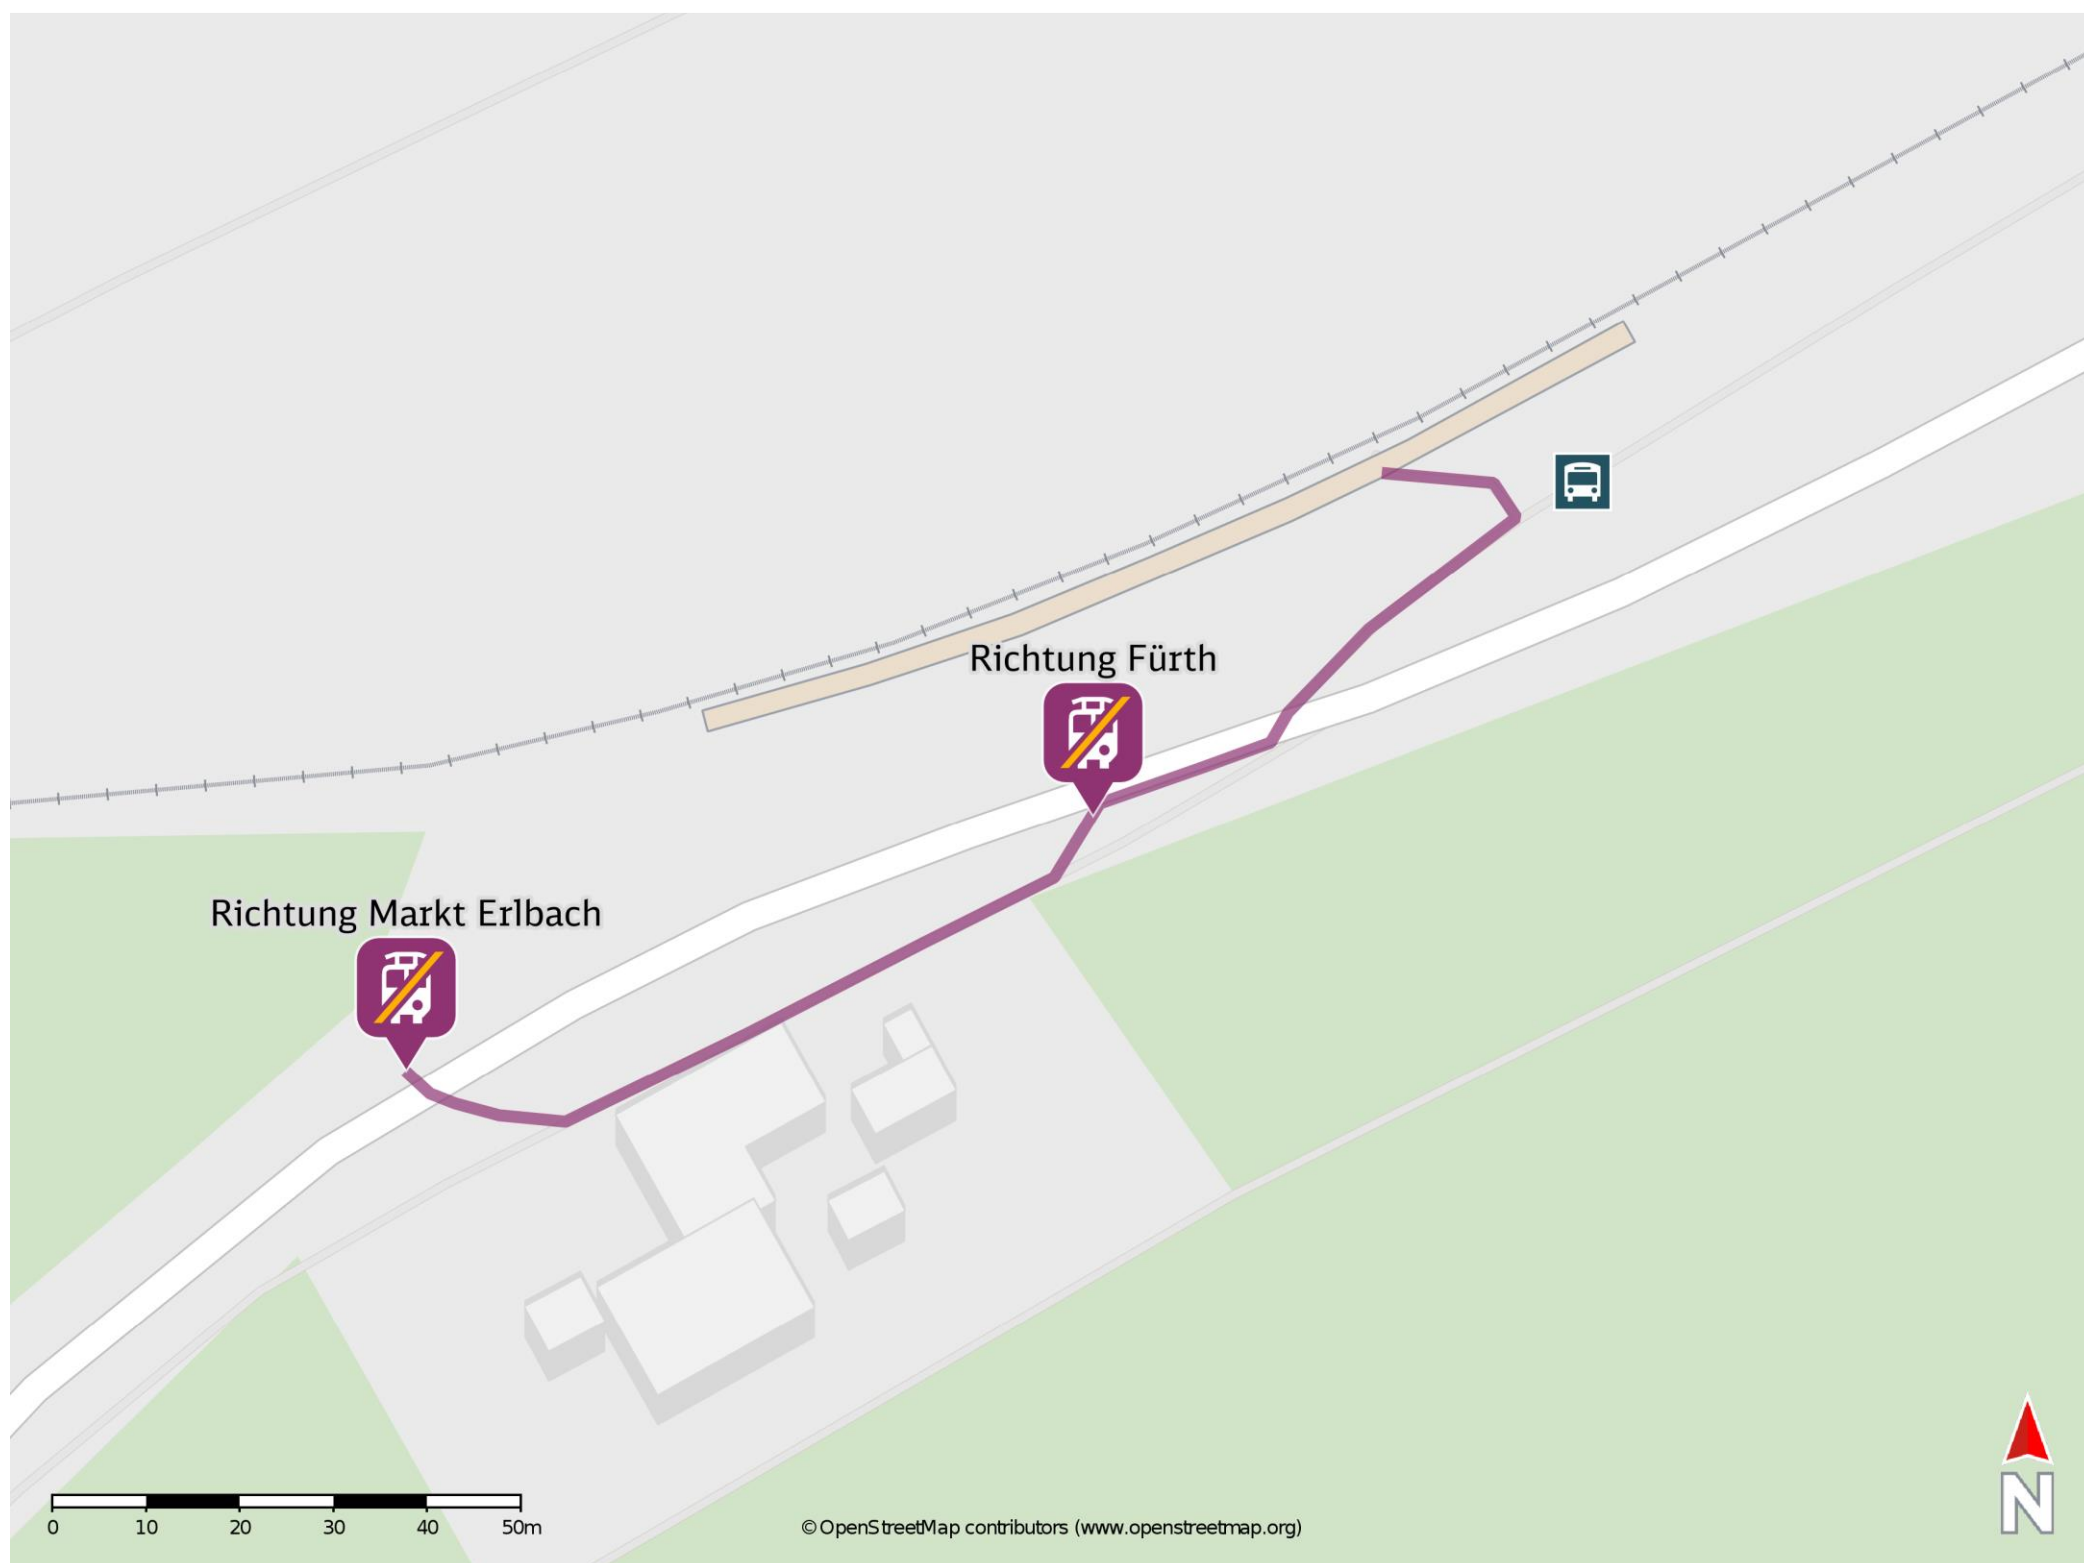 Richtung Fürth
Richtung Markt Erlbach
0 10 20 30 40 50m
© OpenStreetMap contributors (www.openstreetmap.org)
N